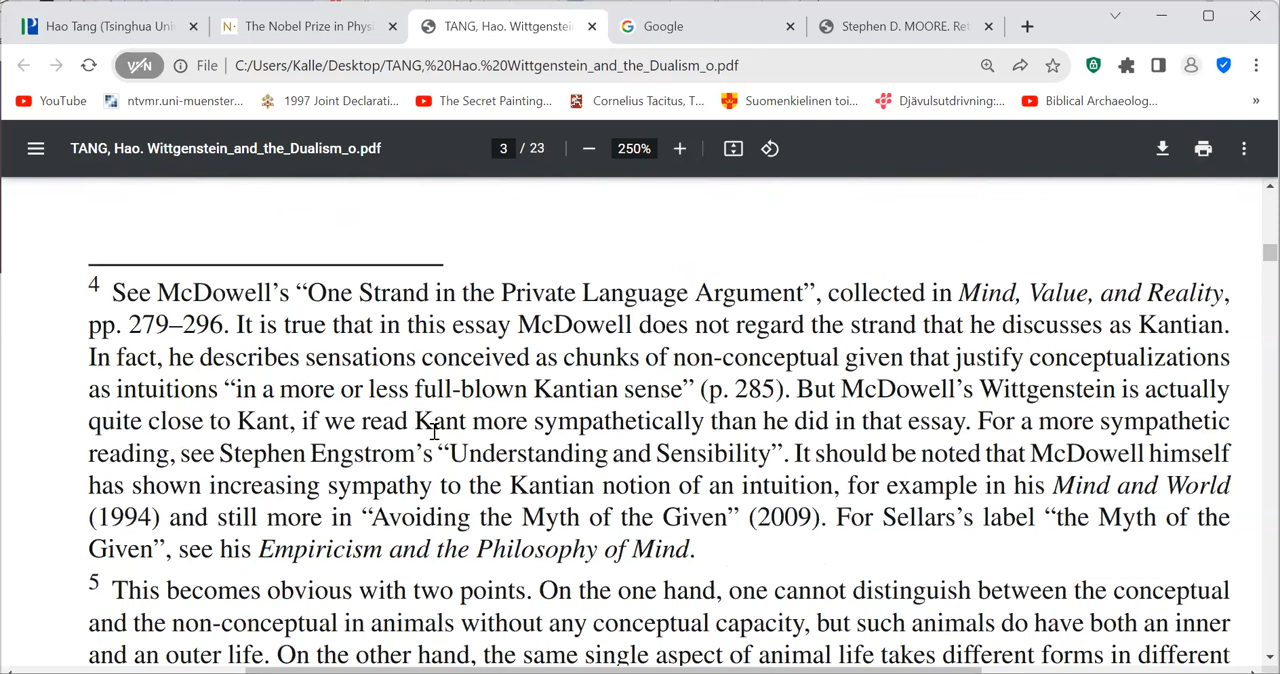 Hao Tang (Tsinghua Uni
The Nobel Prize in Physi
TANG, Hao. Wittgenstein
Google
Stephen D. MOORE. Ret
VPN
File
C:/Users/Kalle/Desktop/TANG,%20Hao.%20Wittgenstein_and_the_Dualism_o.pdf
YouTube
ntvmr.uni-muenster...
1997 Joint Declarati...
The Secret Painting...
Cornelius Tacitus, T...
Suomenkielinen toi...
Djävulsutdrivning:...
Biblical Archaeolog...
»
TANG, Hao. Wittgenstein_and_the_Dualism_o.pdf
3 / 23
250%
4 See McDowell’s “One Strand in the Private Language Argument”, collected in Mind, Value, and Reality,
pp. 279–296. It is true that in this essay McDowell does not regard the strand that he discusses as Kantian.
In fact, he describes sensations conceived as chunks of non-conceptual given that justify conceptualizations
as intuitions “in a more or less full-blown Kantian sense” (p. 285). But McDowell’s Wittgenstein is actually
quite close to Kant, if we read Kant more sympathetically than he did in that essay. For a more sympathetic
reading, see Stephen Engstrom’s “Understanding and Sensibility”. It should be noted that McDowell himself
has shown increasing sympathy to the Kantian notion of an intuition, for example in his Mind and World
(1994) and still more in “Avoiding the Myth of the Given” (2009). For Sellars’s label “the Myth of the
Given”, see his Empiricism and the Philosophy of Mind.
5 This becomes obvious with two points. On the one hand, one cannot distinguish between the conceptual
and the non-conceptual in animals without any conceptual capacity, but such animals do have both an inner
and an outer life. On the other hand, the same single aspect of animal life takes different forms in different